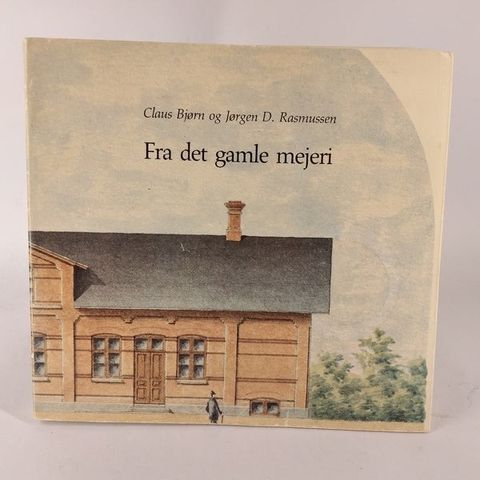 Claus Bjørn og Jørgen D. Rasmussen
Fra det gamle mejeri